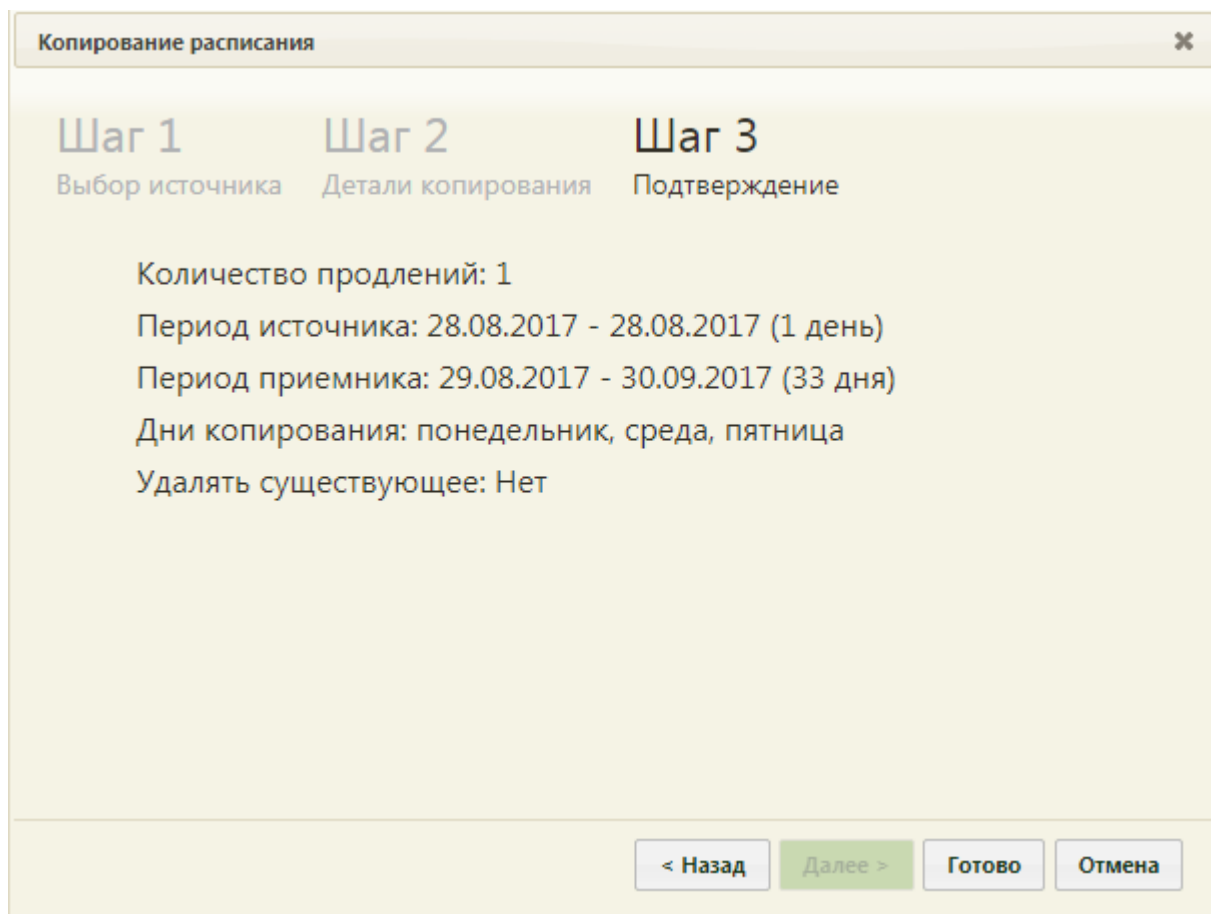 Копирование расписания
Шаг 1 Шаг 2 Шаг 3
Выбор источника Детали копирования Подтверждение
Количество продлений: 1
Период источника: 28.08.2017 - 28.08.2017 (1 день)
Период приемника: 29.08.2017 - 30.09.2017 (33 дня)
Дни копирования: понедельник, среда, пятница
Удалять существующее: Нет
< Назад Далее > Готово Отмена